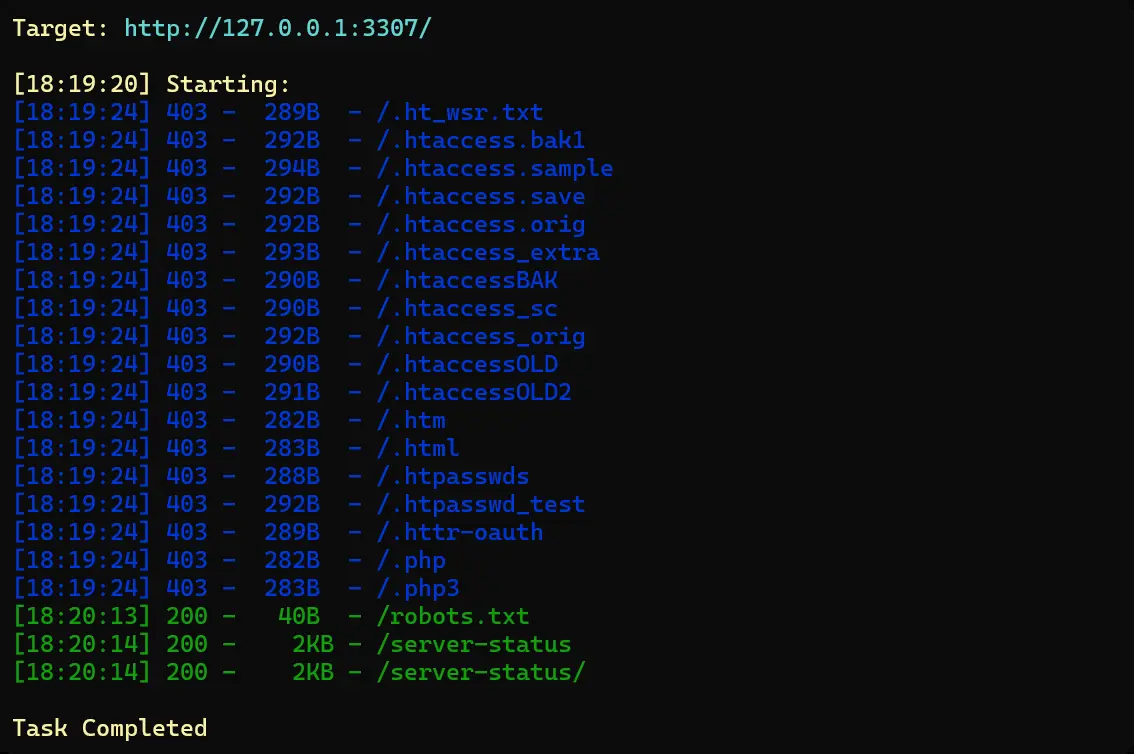 Target: http://127.0.0.1:3307/
[18:19:20] Starting:
[18:19:24] 403 -  289B  - /.ht_wsr.txt
[18:19:24] 403 -  292B  - /.htaccess.bak1
[18:19:24] 403 -  294B  - /.htaccess.sample
[18:19:24] 403 -  292B  - /.htaccess.save
[18:19:24] 403 -  292B  - /.htaccess.orig
[18:19:24] 403 -  293B  - /.htaccess_extra
[18:19:24] 403 -  290B  - /.htaccessBAK
[18:19:24] 403 -  290B  - /.htaccess_sc
[18:19:24] 403 -  292B  - /.htaccess_orig
[18:19:24] 403 -  290B  - /.htaccessOLD
[18:19:24] 403 -  291B  - /.htaccessOLD2
[18:19:24] 403 -  282B  - /.htm
[18:19:24] 403 -  283B  - /.html
[18:19:24] 403 -  288B  - /.htpasswds
[18:19:24] 403 -  292B  - /.htpasswd_test
[18:19:24] 403 -  289B  - /.httr-oauth
[18:19:24] 403 -  282B  - /.php
[18:19:24] 403 -  283B  - /.php3
[18:20:13] 200 -   40B  - /robots.txt
[18:20:14] 200 -    2KB - /server-status
[18:20:14] 200 -    2KB - /server-status/
Task Completed